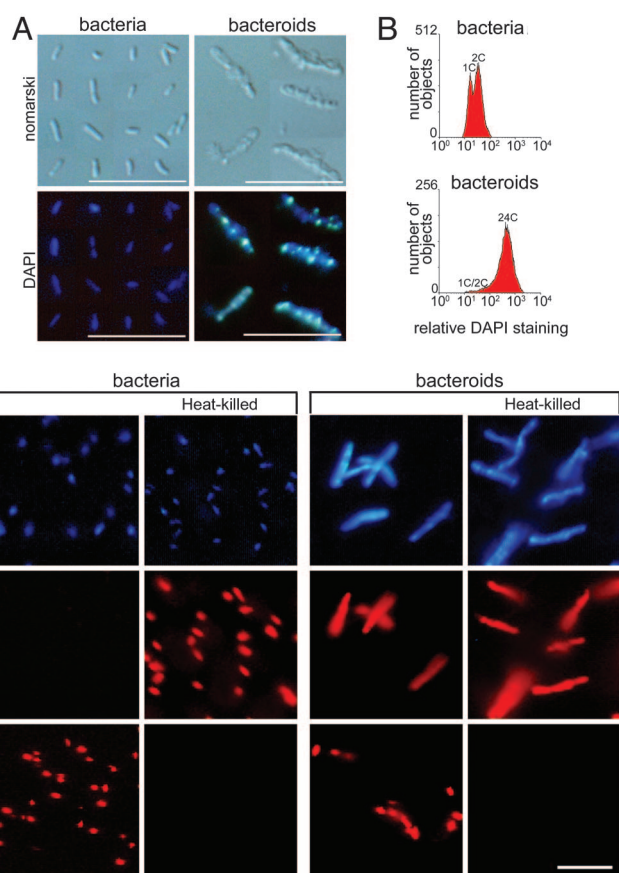 A
bacteria
bacteroids
nomarski
DAPI
B
bacteria
512
number of
objects
1C
2C
0
10⁰ 10¹ 10² 10³ 10⁴
bacteroids
256
number of
objects
24C
1C/2C
0
10⁰ 10¹ 10² 10³ 10⁴
relative DAPI staining
bacteria
bacteroids
Heat-killed
Heat-killed